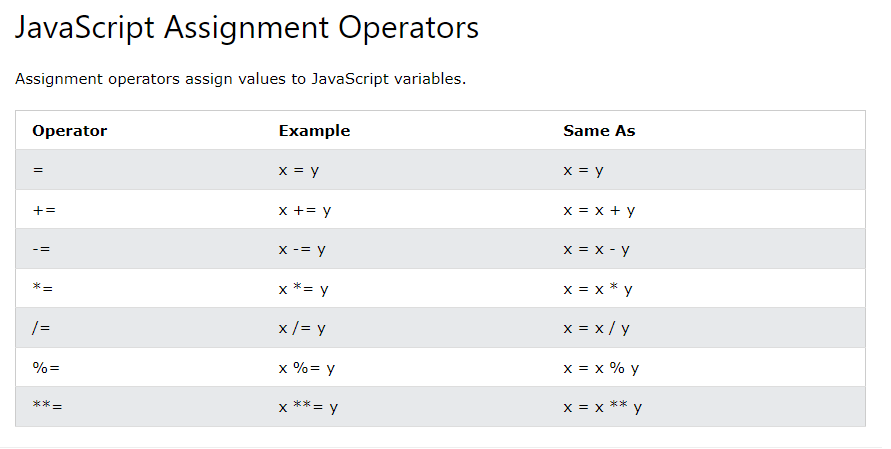 JavaScript Assignment Operators
Assignment operators assign values to JavaScript variables.
Operator Example Same As
= x = y x = y
+= x += y x = x + y
-= x -= y x = x - y
*= x *= y x = x * y
/= x /= y x = x / y
%= x %= y x = x % y
**= x **= y x = x ** y